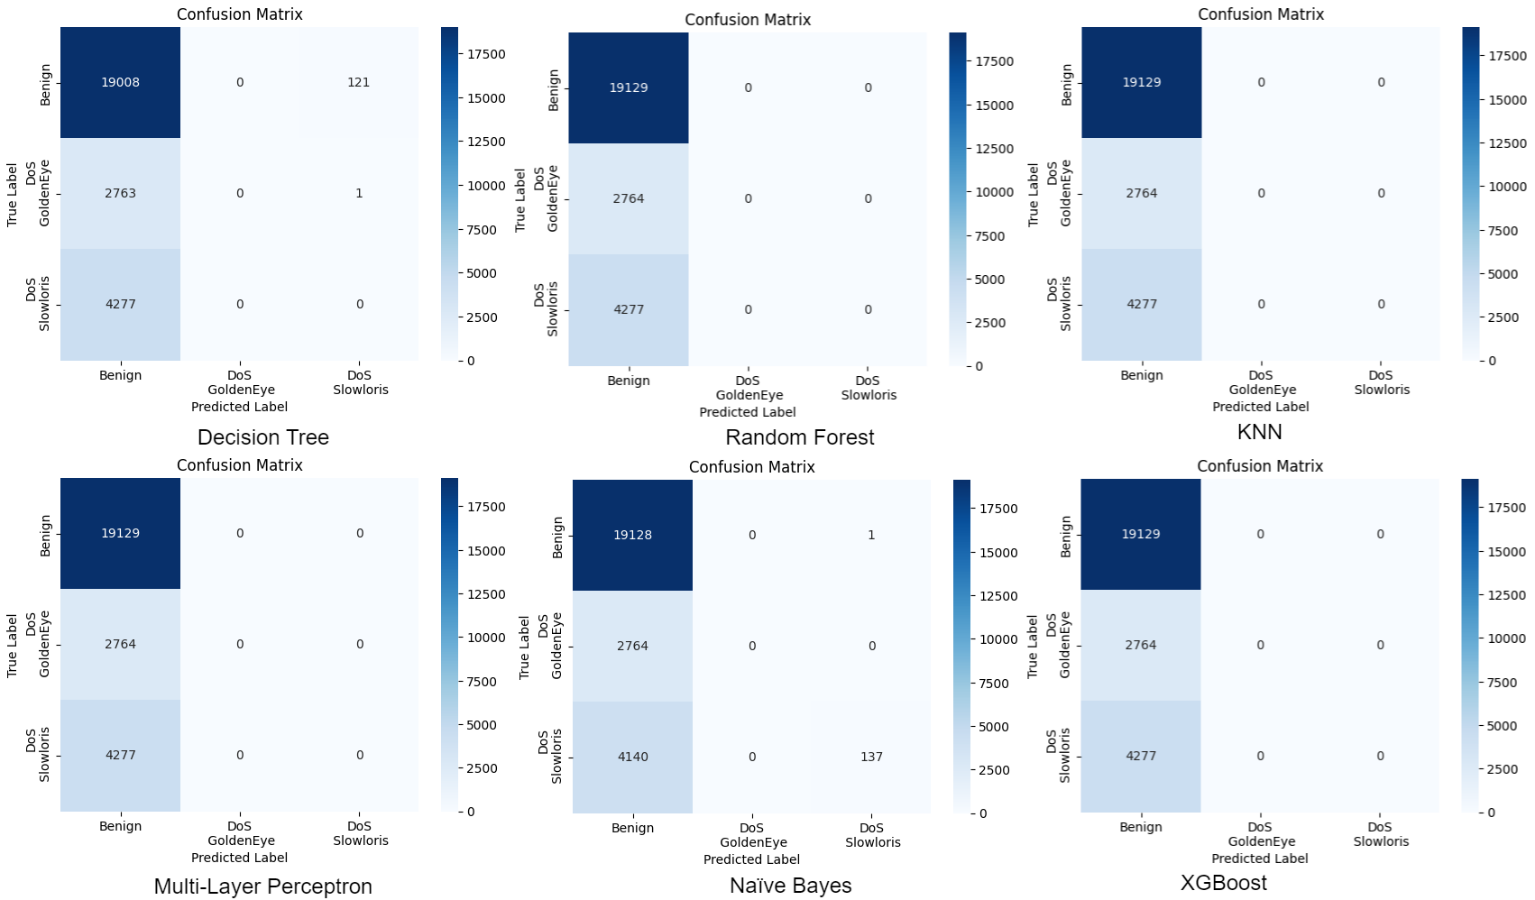 Confusion Matrix
Benign
19008 0 121
True Label
DoS
GoldenEye
2763 0 1
DoS
Slowloris
4277 0 0
Benign
DoS
GoldenEye
DoS
Slowloris
Predicted Label
17500
15000
12500
10000
7500
5000
2500
0
Decision Tree
Confusion Matrix
Benign
19129 0 0
True Label
DoS
GoldenEye
2764 0 0
DoS
Slowloris
4277 0 0
Benign
DoS
GoldenEye
DoS
Slowloris
Predicted Label
17500
15000
12500
10000
7500
5000
2500
0
Random Forest
Confusion Matrix
Benign
19129 0 0
True Label
DoS
GoldenEye
2764 0 0
DoS
Slowloris
4277 0 0
Benign
DoS
GoldenEye
DoS
Slowloris
Predicted Label
17500
15000
12500
10000
7500
5000
2500
0
KNN
Confusion Matrix
Benign
19129 0 0
True Label
DoS
GoldenEye
2764 0 0
DoS
Slowloris
4277 0 0
Benign
DoS
GoldenEye
DoS
Slowloris
Predicted Label
17500
15000
12500
10000
7500
5000
2500
0
Multi-Layer Perceptron
Confusion Matrix
Benign
19128 0 1
True Label
DoS
GoldenEye
2764 0 0
DoS
Slowloris
4140 0 137
Benign
DoS
GoldenEye
DoS
Slowloris
Predicted Label
17500
15000
12500
10000
7500
5000
2500
0
Naïve Bayes
Confusion Matrix
Benign
19129 0 0
True Label
DoS
GoldenEye
2764 0 0
DoS
Slowloris
4277 0 0
Benign
DoS
GoldenEye
DoS
Slowloris
Predicted Label
17500
15000
12500
10000
7500
5000
2500
0
XGBoost